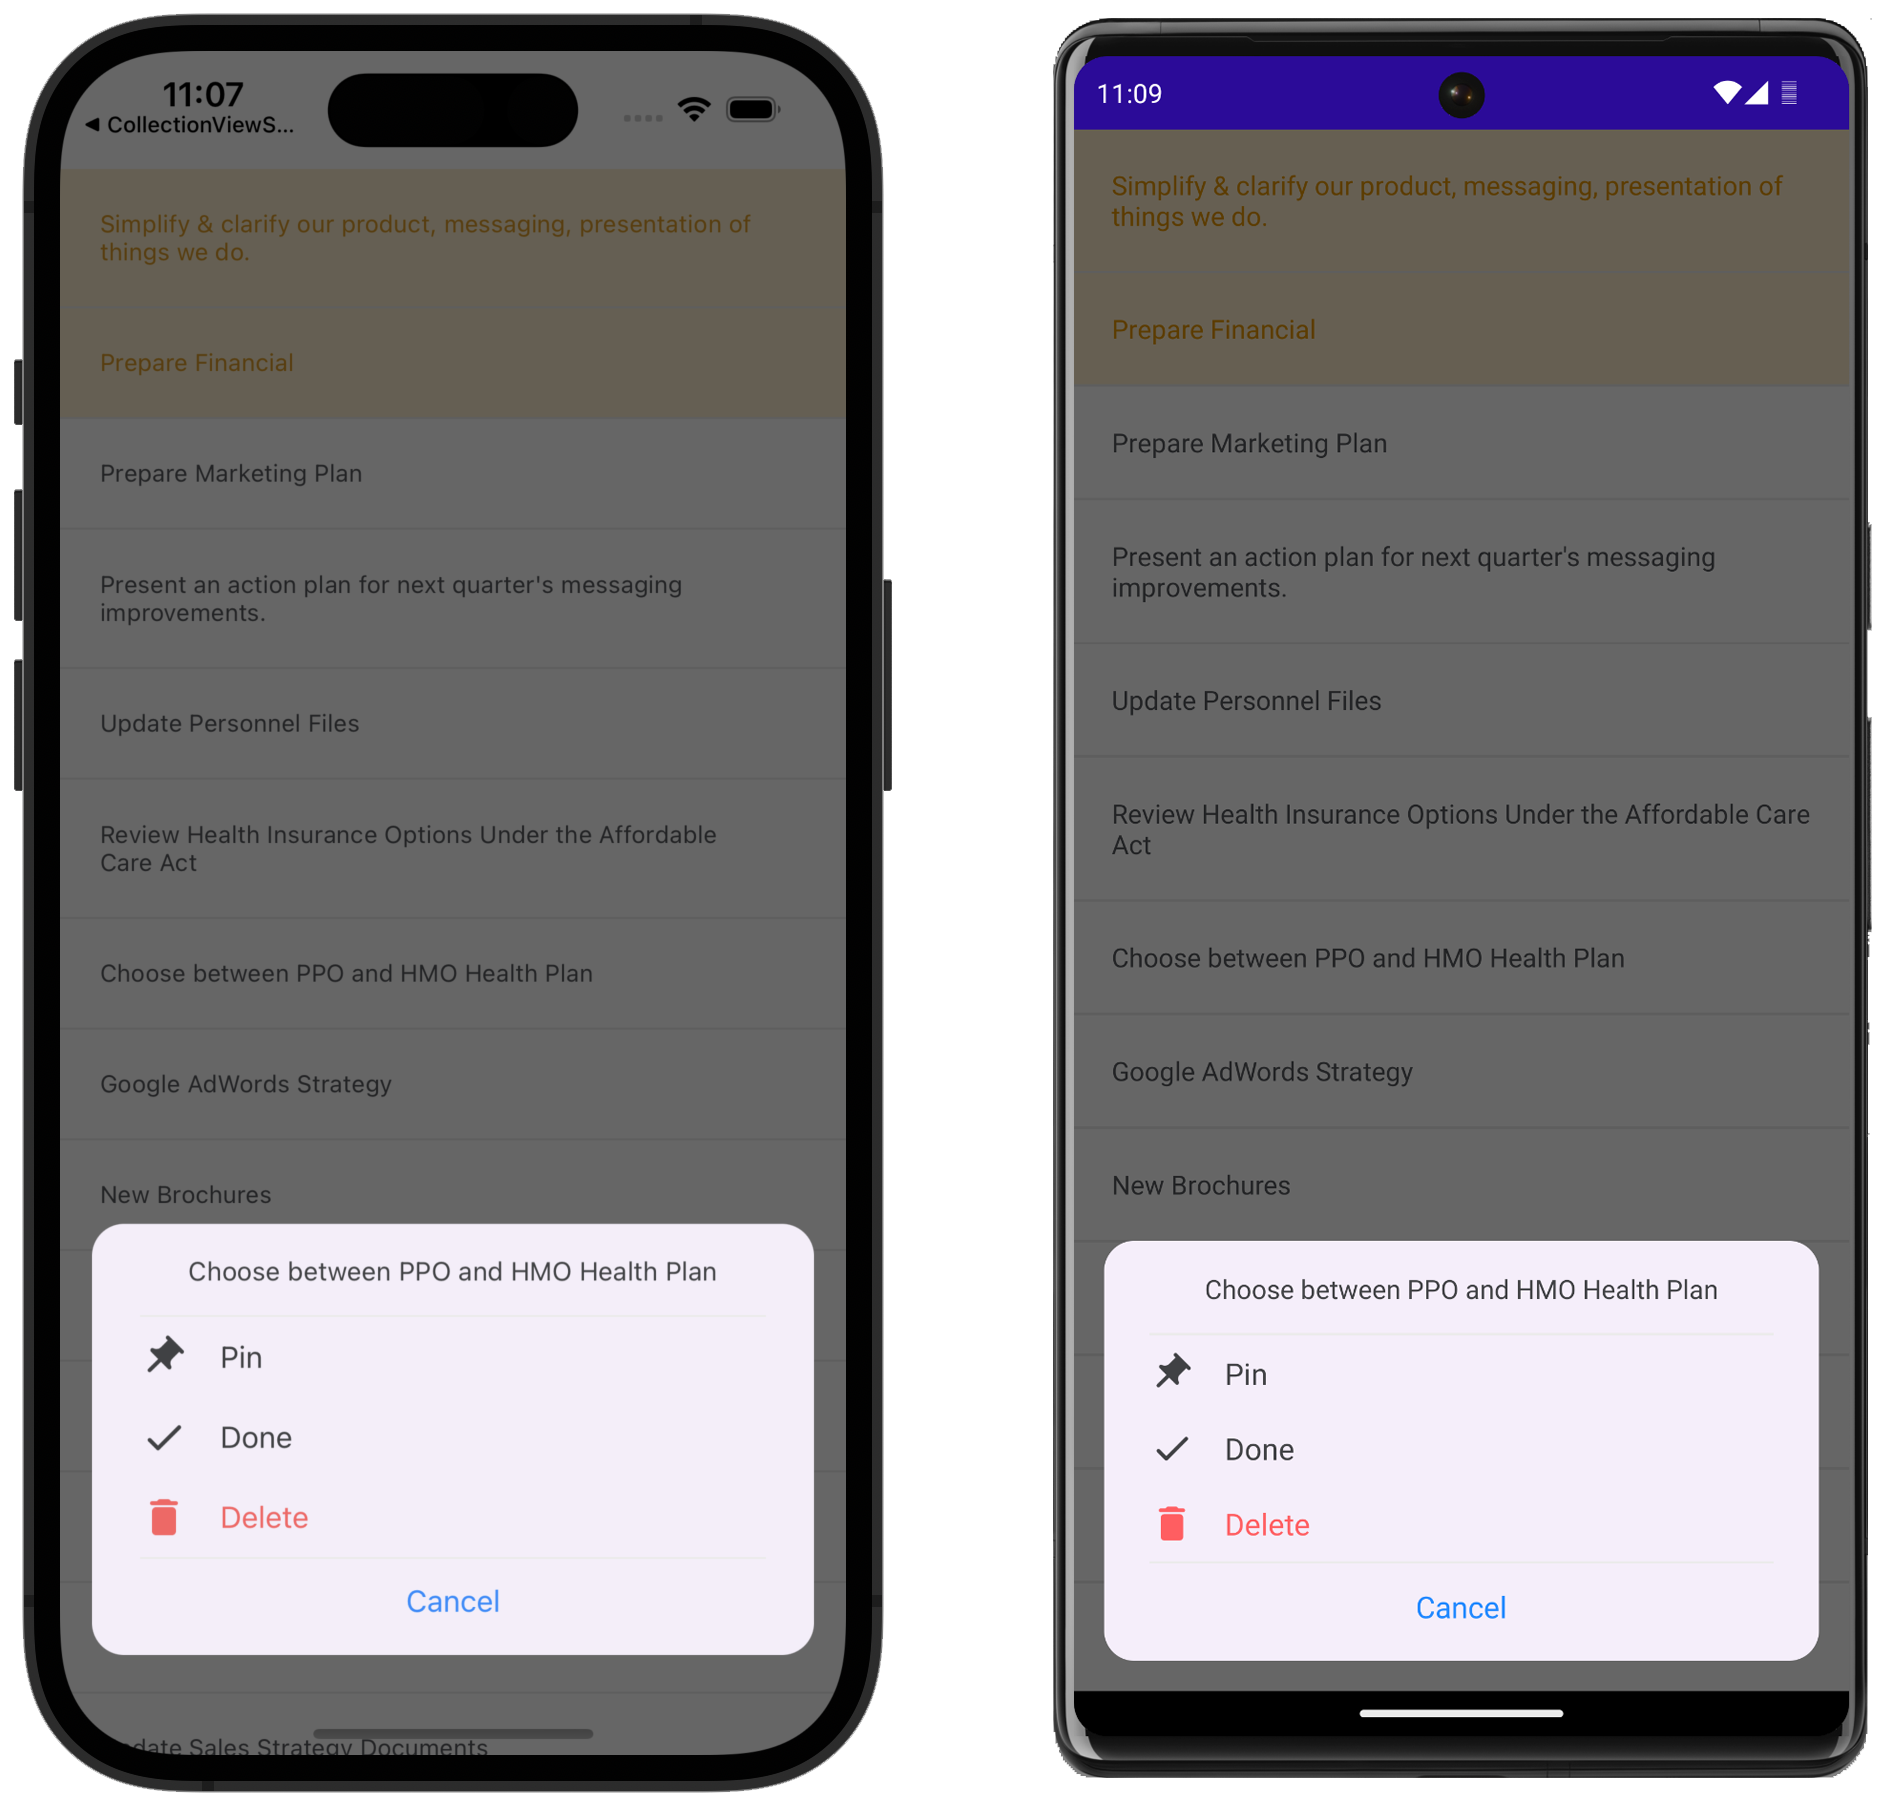 11:07
CollectionViewS...
Simplify & clarify our product, messaging, presentation of
things we do.
Prepare Financial
Prepare Marketing Plan
Present an action plan for next quarter's messaging
improvements.
Update Personnel Files
Review Health Insurance Options Under the Affordable
Care Act
Choose between PPO and HMO Health Plan
Google AdWords Strategy
New Brochures
Choose between PPO and HMO Health Plan
Pin
Done
Delete
Cancel
date Sales Strategy Documents
11:09
Simplify & clarify our product, messaging, presentation of
things we do.
Prepare Financial
Prepare Marketing Plan
Present an action plan for next quarter's messaging
improvements.
Update Personnel Files
Review Health Insurance Options Under the Affordable Care
Act
Choose between PPO and HMO Health Plan
Google AdWords Strategy
New Brochures
Choose between PPO and HMO Health Plan
Pin
Done
Delete
Cancel